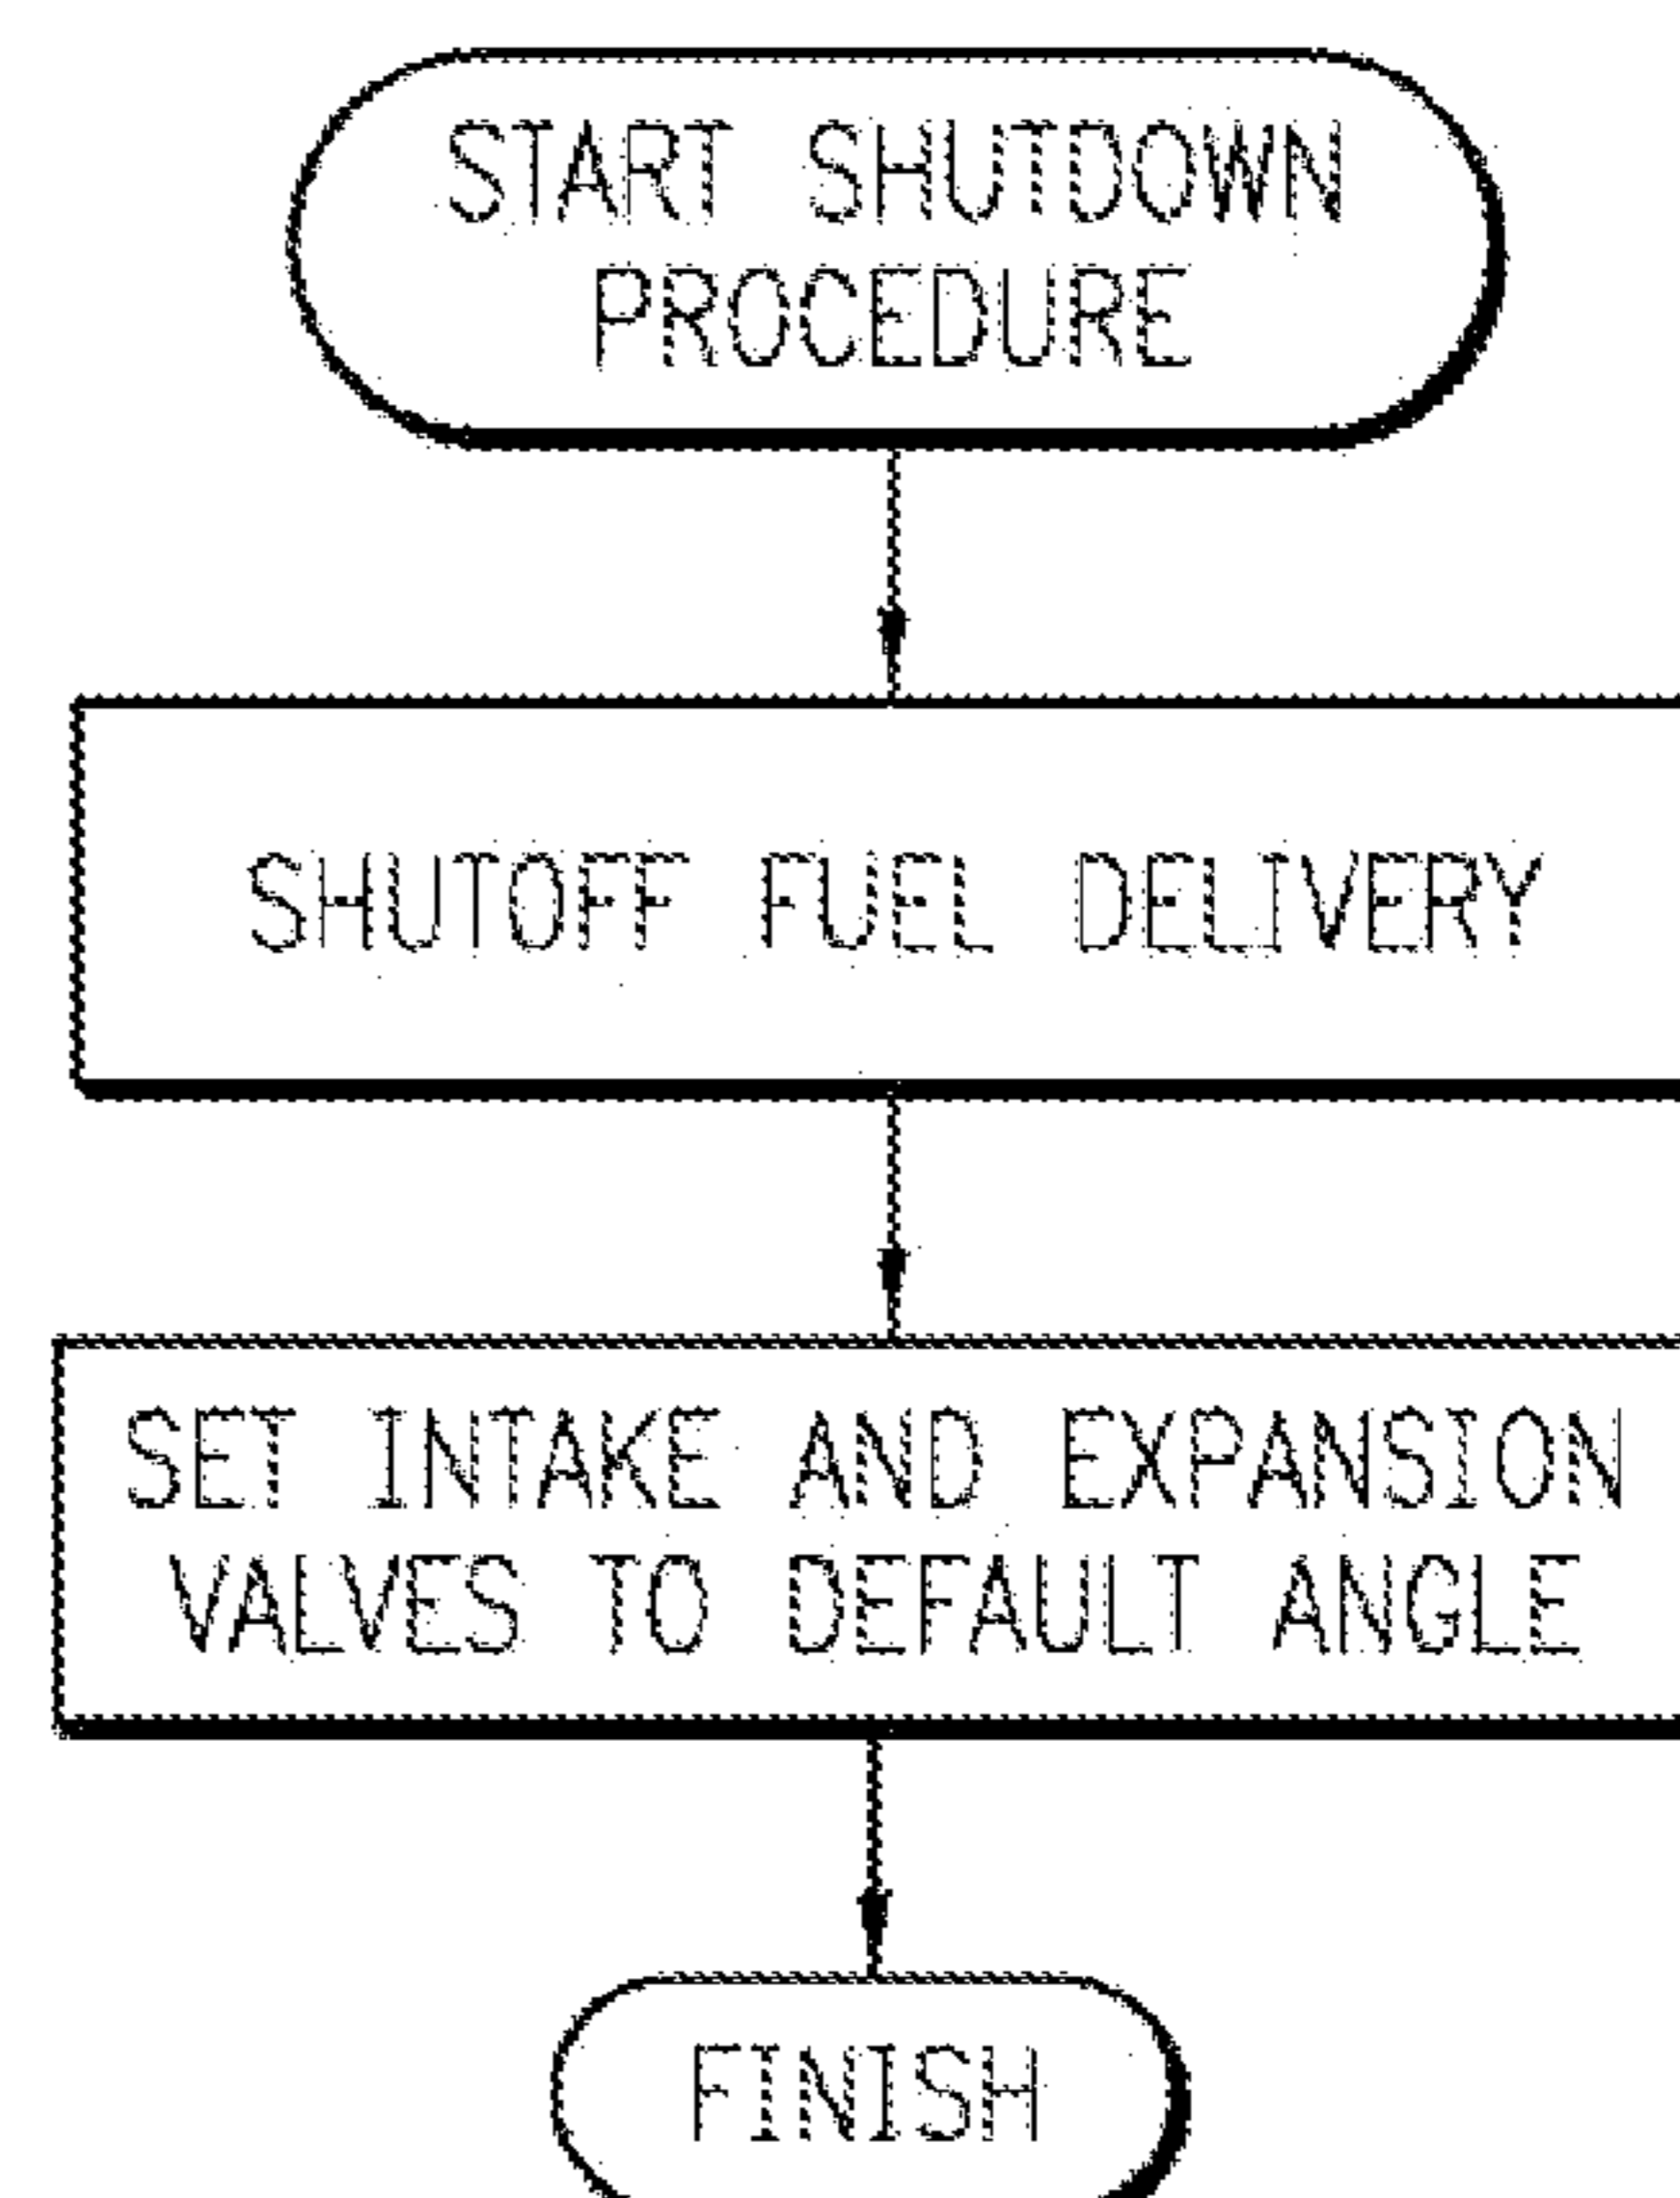 START SHUTDOWN
PROCEDURE
SHUTOFF FUEL DELIVERY
SET INTAKE AND EXPANSION
VALVES TO DEFAULT ANGLE
FINISH